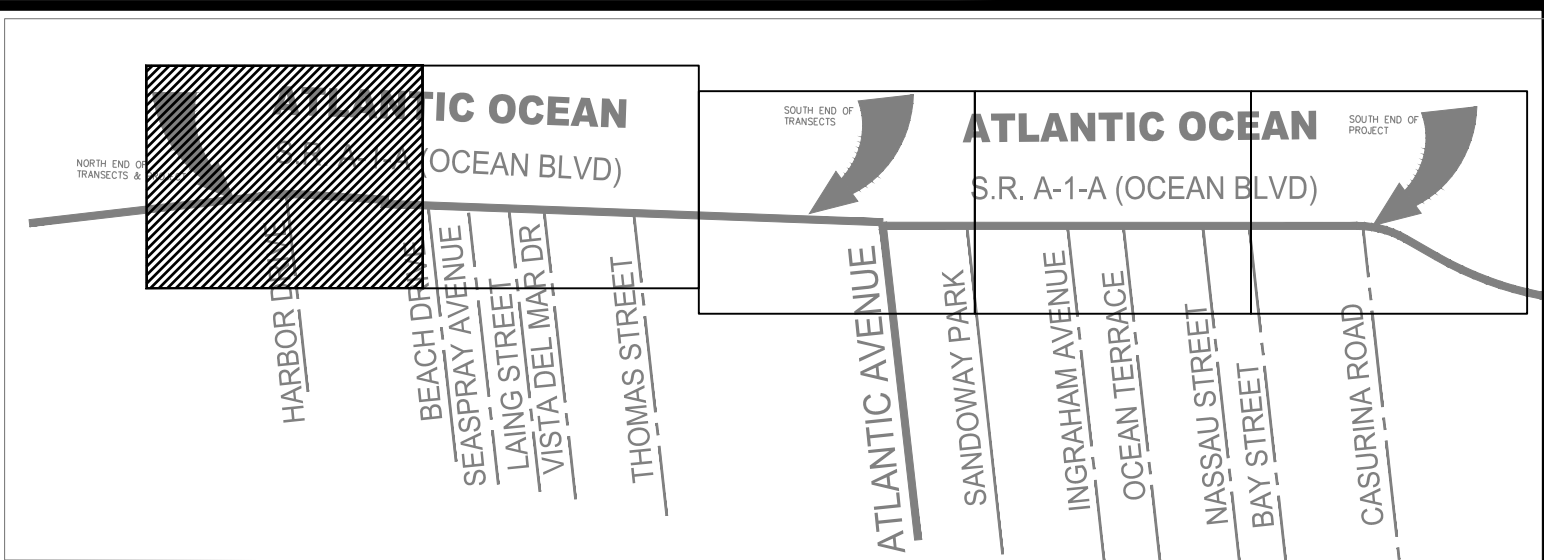 ATLANTIC OCEAN
S.R. A-1-A (OCEAN BLVD)
NORTH END OF
TRANSECTS & PROJECT
SOUTH END OF
TRANSECTS
ATLANTIC OCEAN
S.R. A-1-A (OCEAN BLVD)
SOUTH END OF
PROJECT
HARBOR DRIVE
BEACH DRIVE
SEASPRAY AVENUE
LAING STREET
VISTA DEL MAR DR
THOMAS STREET
ATLANTIC AVENUE
SANDOWAY PARK
INGRAHAM AVENUE
OCEAN TERRACE
NASSAU STREET
BAY STREET
CASURINA ROAD